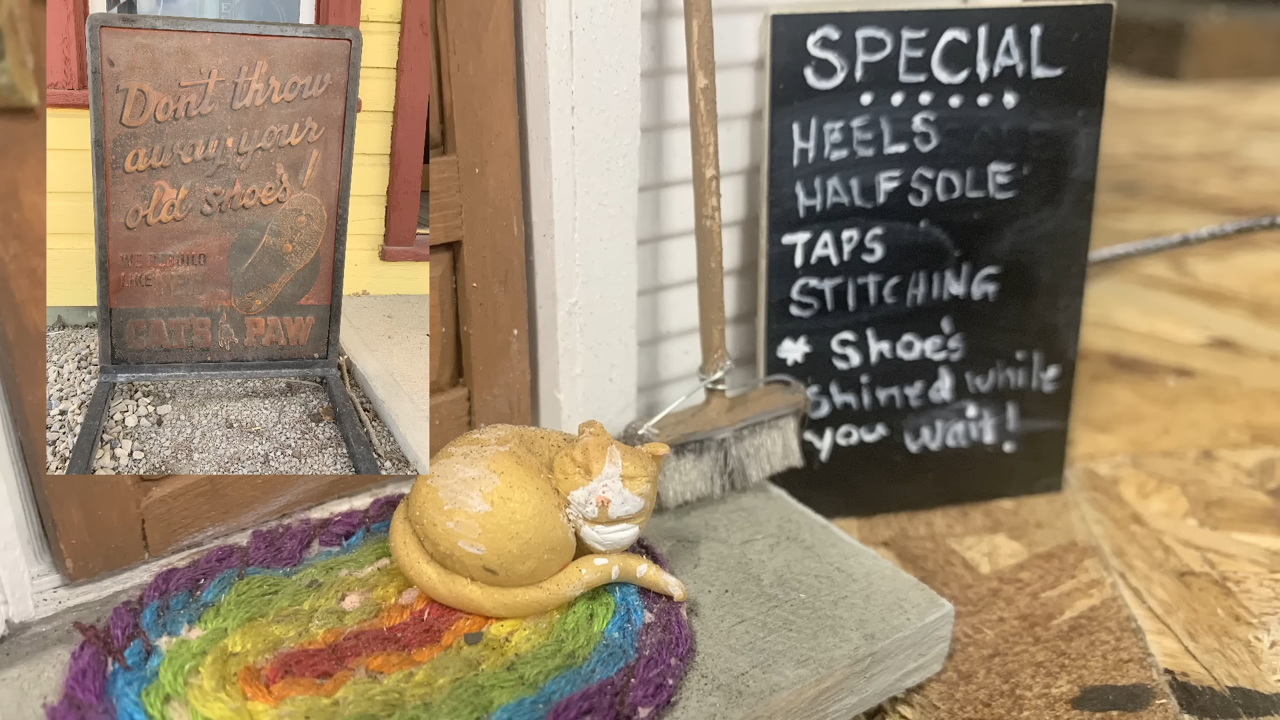 Don't throw
away your
old shoes!
WE REBUILD
LIKE
CAT'S PAW
SPECIAL
HEELS
HALF SOLE
TAPS
STITCHING
* Shoe's
shined while
you wait!